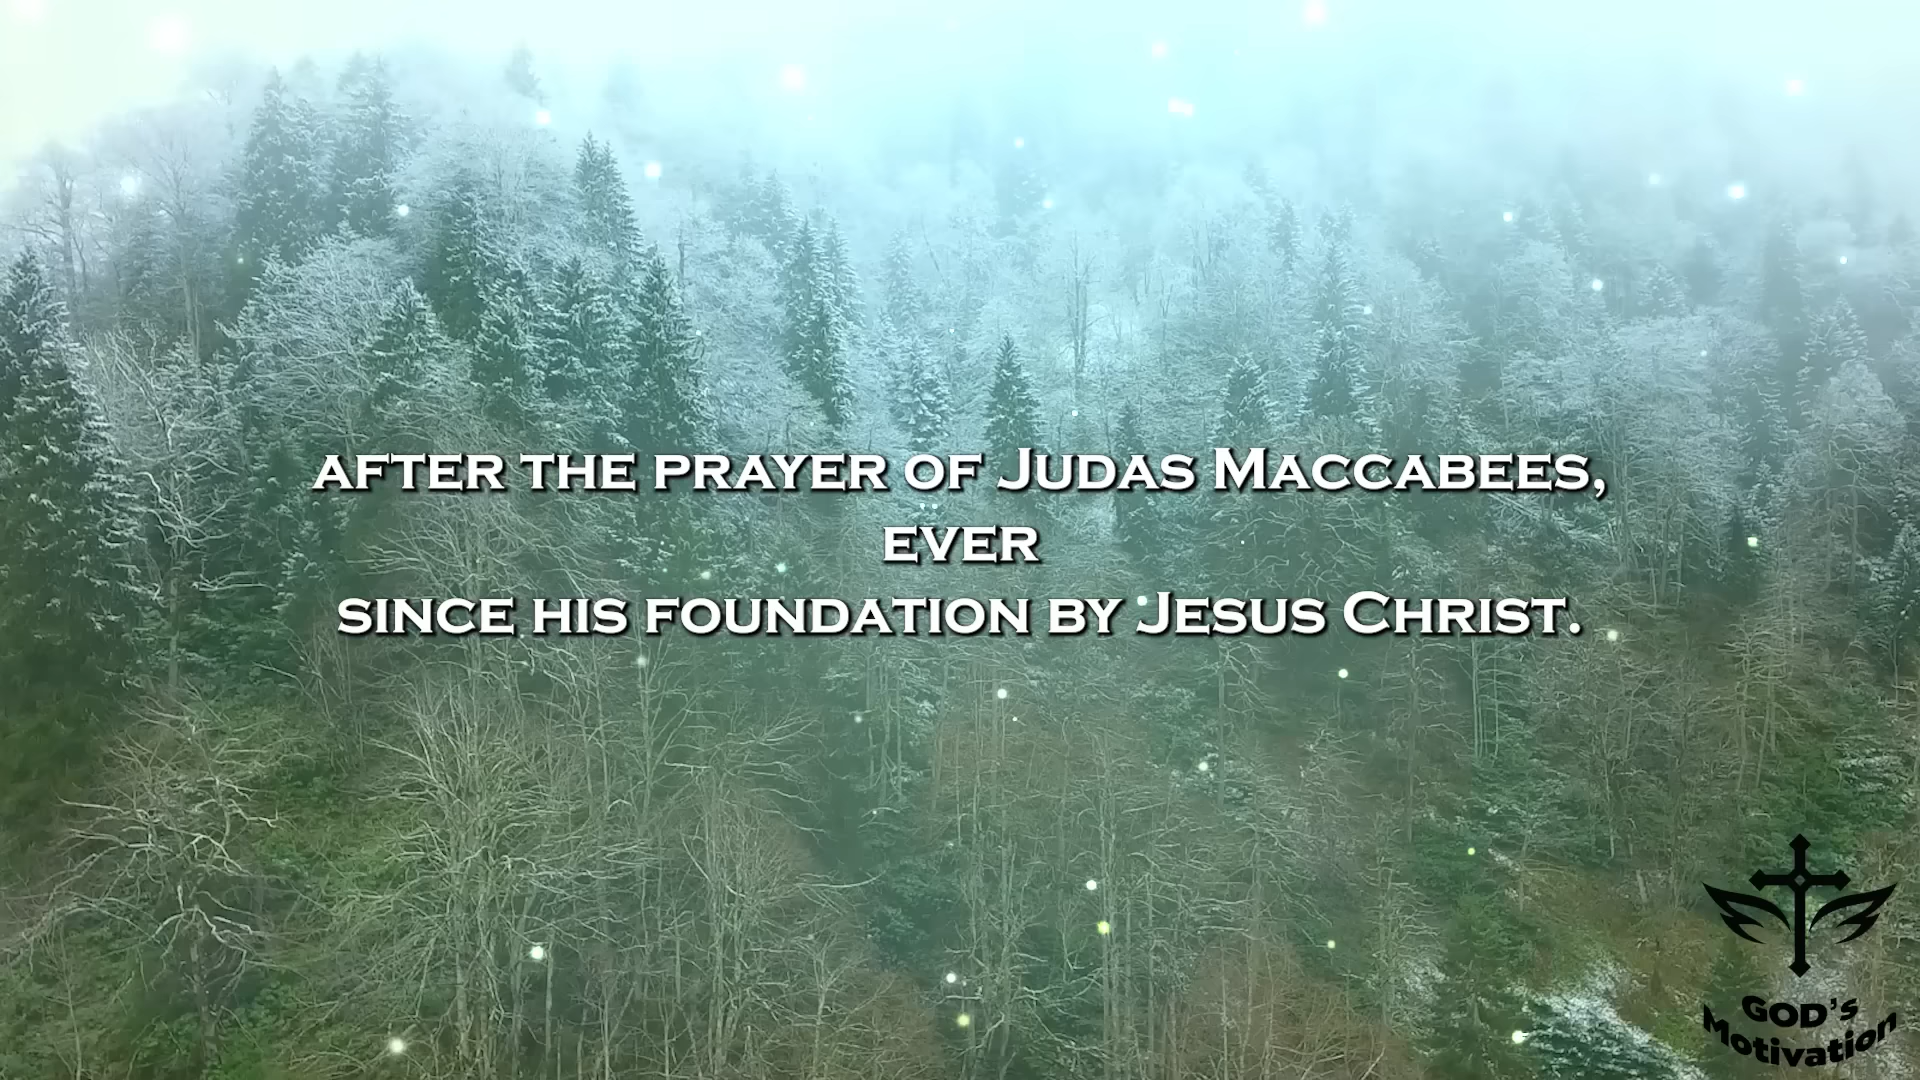 after the prayer of Judas Maccabees,
ever
since his foundation by Jesus Christ.
GOD's
Motivation